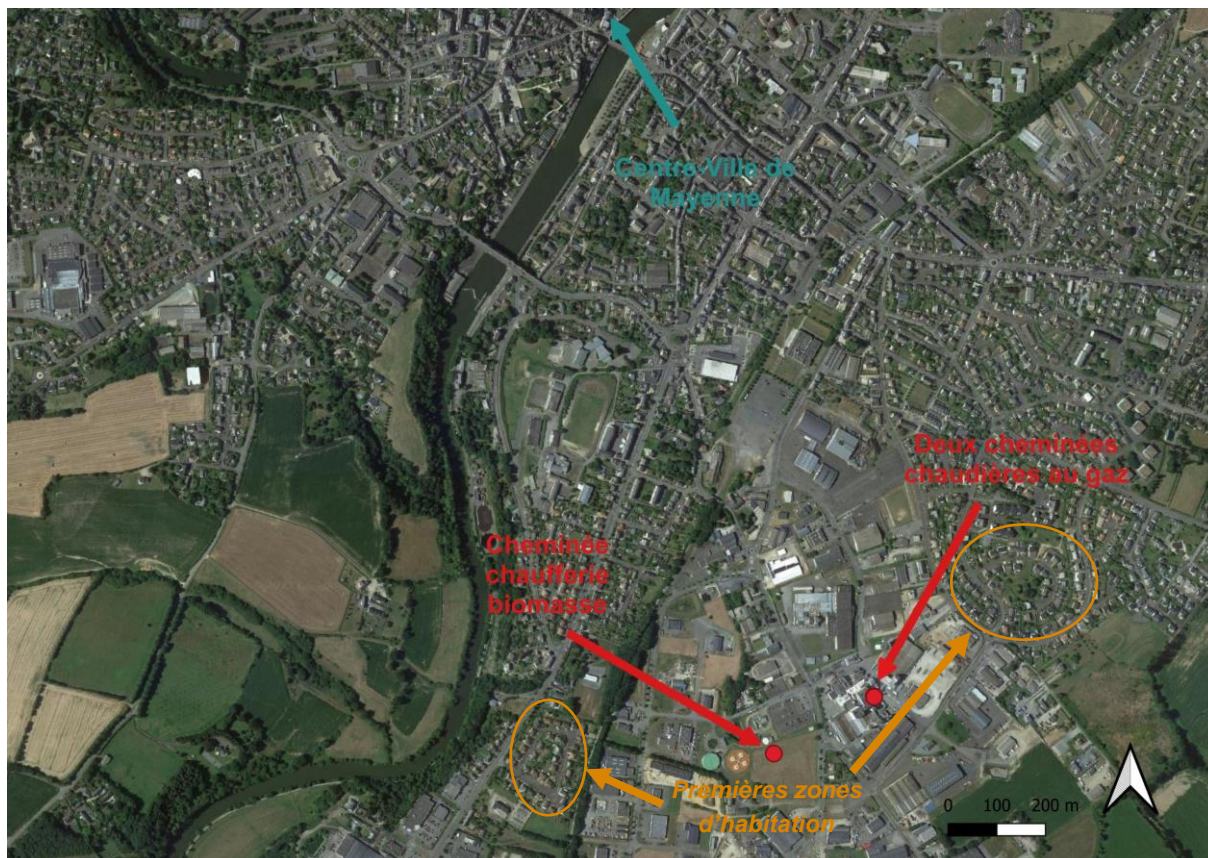 Centre-Ville de
Mayenne
Deux cheminées
chaudières au gaz
Cheminée
chaufferie
biomasse
Premières zones
d'habitation
0 100 200 m